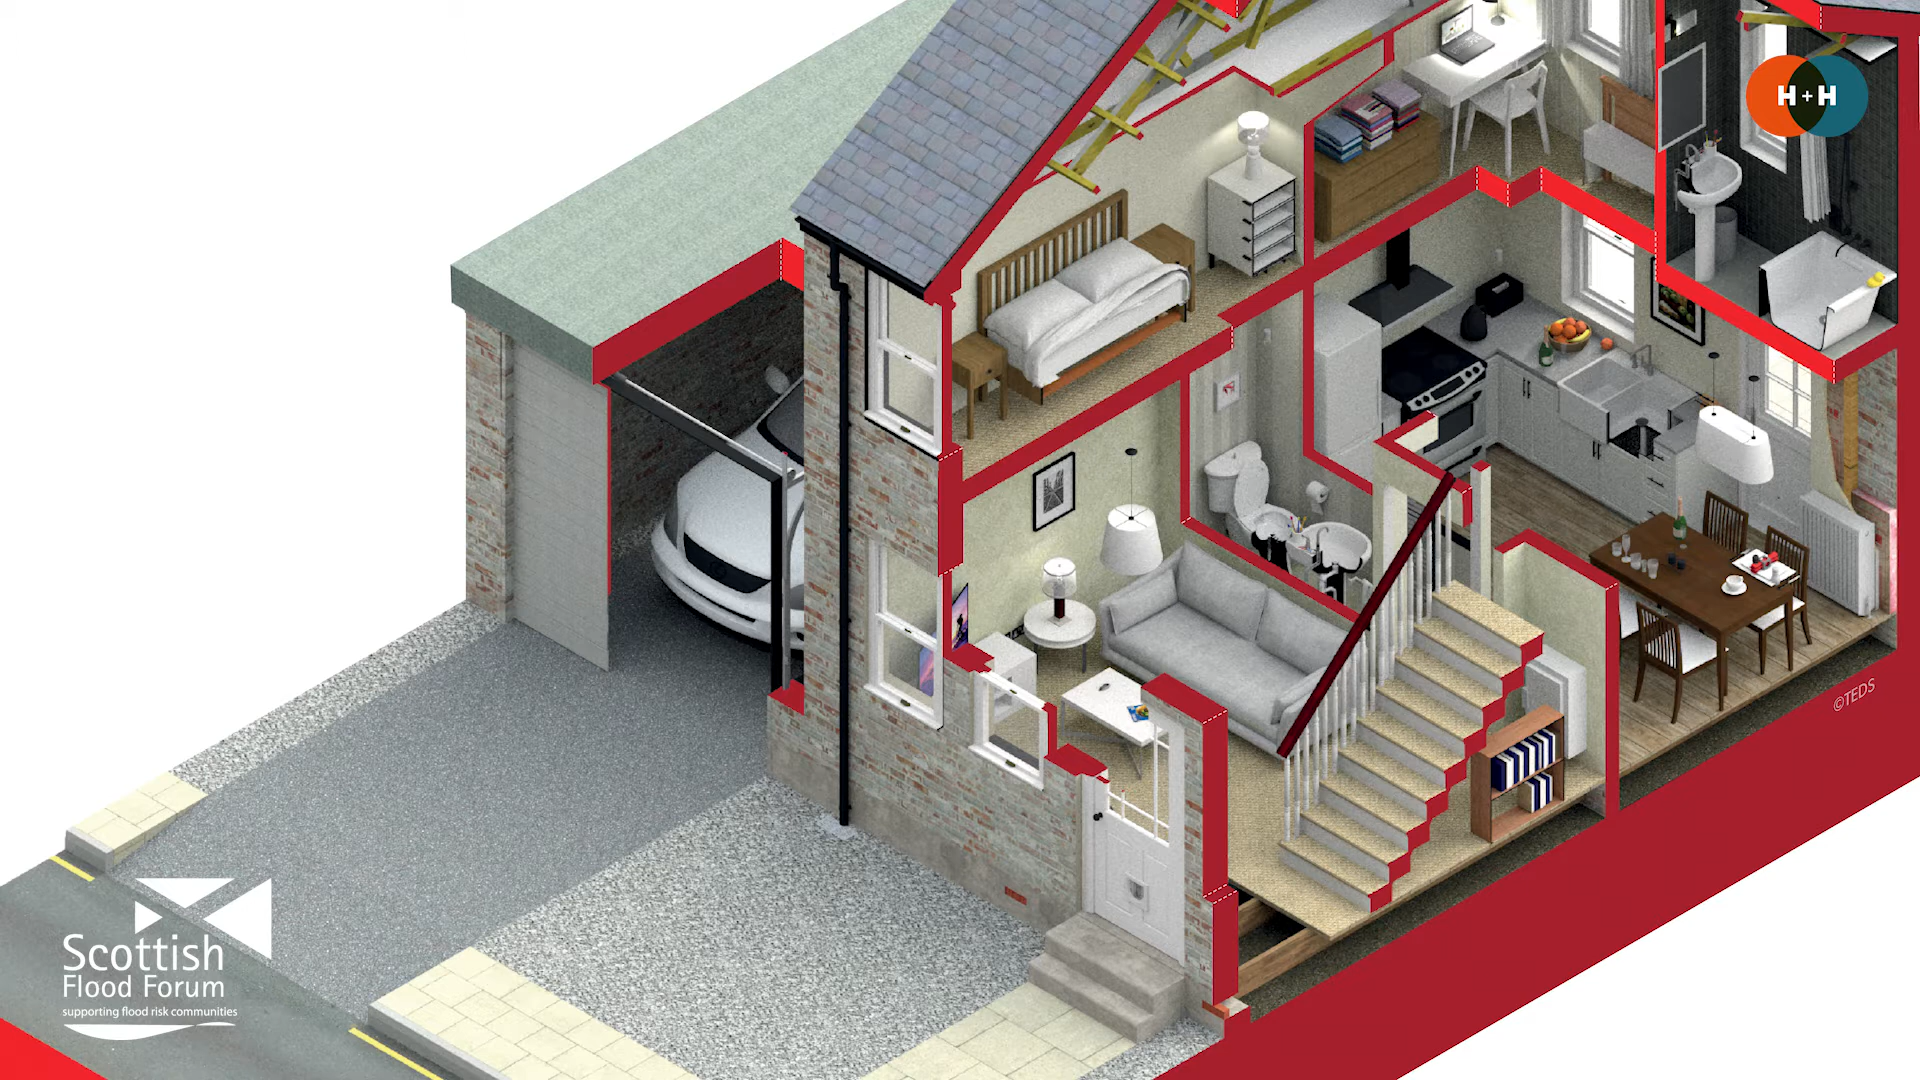 H+H
©TEDS
Scottish
Flood Forum
supporting flood risk communities